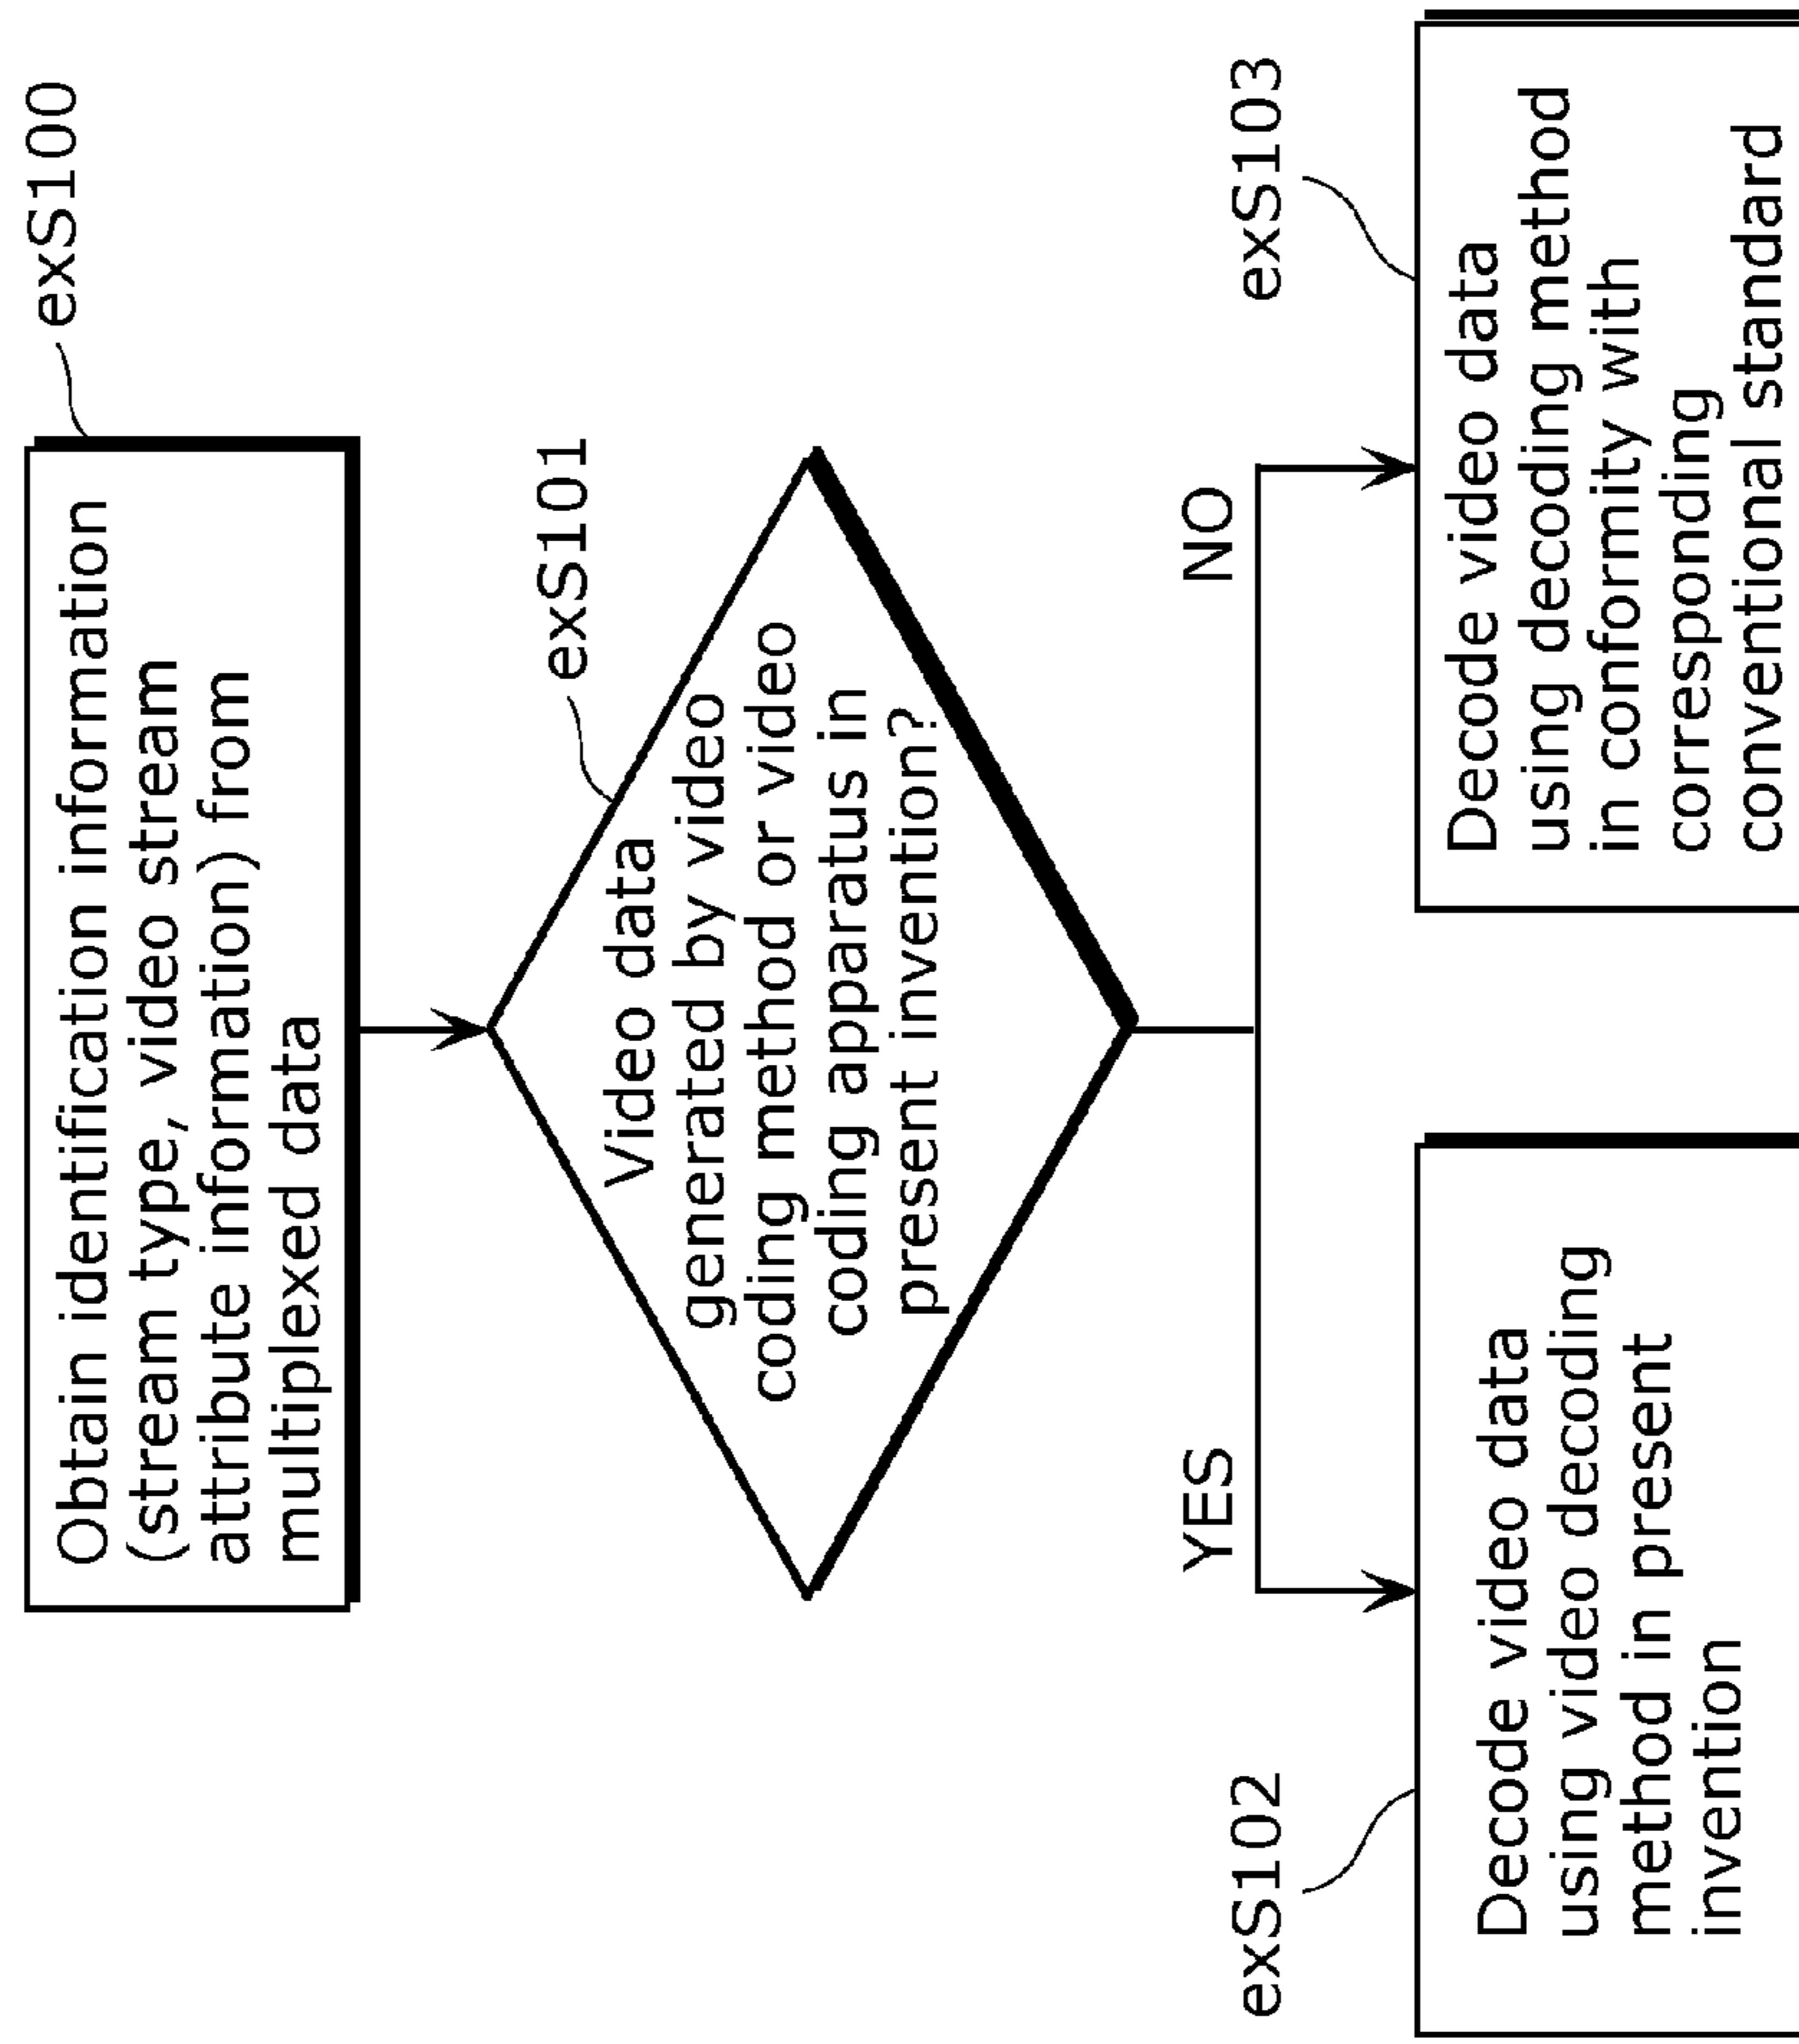 exS100
Obtain identification information
(stream type, video stream
attribute information) from
multiplexed data
exS101
Video data
generated by video
coding method or video
coding apparatus in
present invention?
YES
NO
exS102
Decode video data
using video decoding
method in present
invention
exS103
Decode video data
using decoding method
in conformity with
corresponding
conventional standard